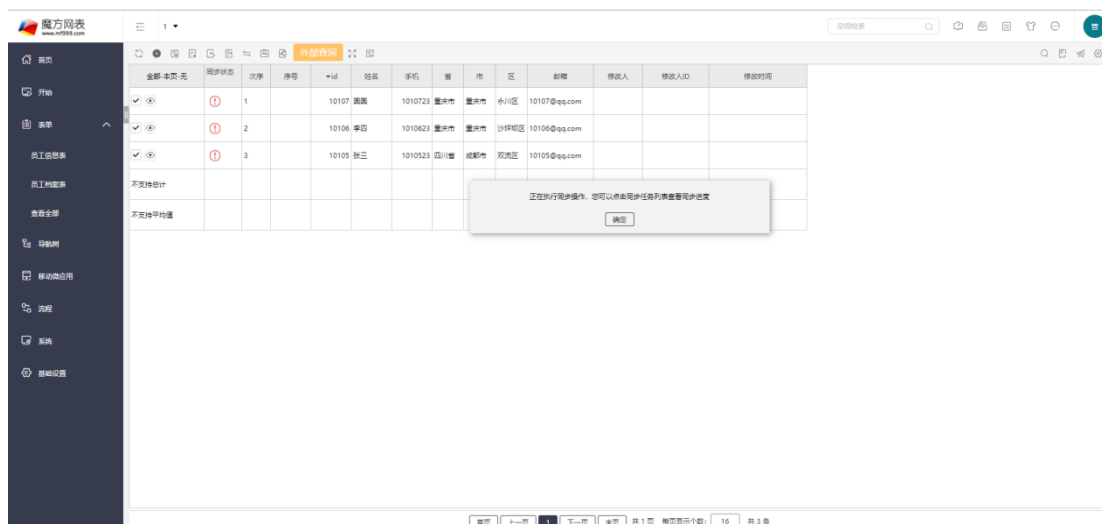 魔方网表
www.mf999.com
1
空间检索
管
首页
开始
表单
员工信息表
员工档案表
查看全部
导航树
移动微应用
流程
系统
基础设置
外部查询
全部-本页-无 同步状态 次序 序号 id 姓名 手机 省 市 区 邮箱 修改人 修改人ID 修改时间
1 10107 圆圆 1010723 重庆市 重庆市 永川区 10107@qq.com
2 10106 李四 1010623 重庆市 重庆市 沙坪坝区 10106@qq.com
3 10105 张三 1010523 四川省 成都市 双流区 10105@qq.com
不支持总计
不支持平均值
正在执行同步操作，您可以点击同步任务列表查看同步进度
确定
首页 上一页 1 下一页 末页 共1页 每页显示个数: 16 共3条